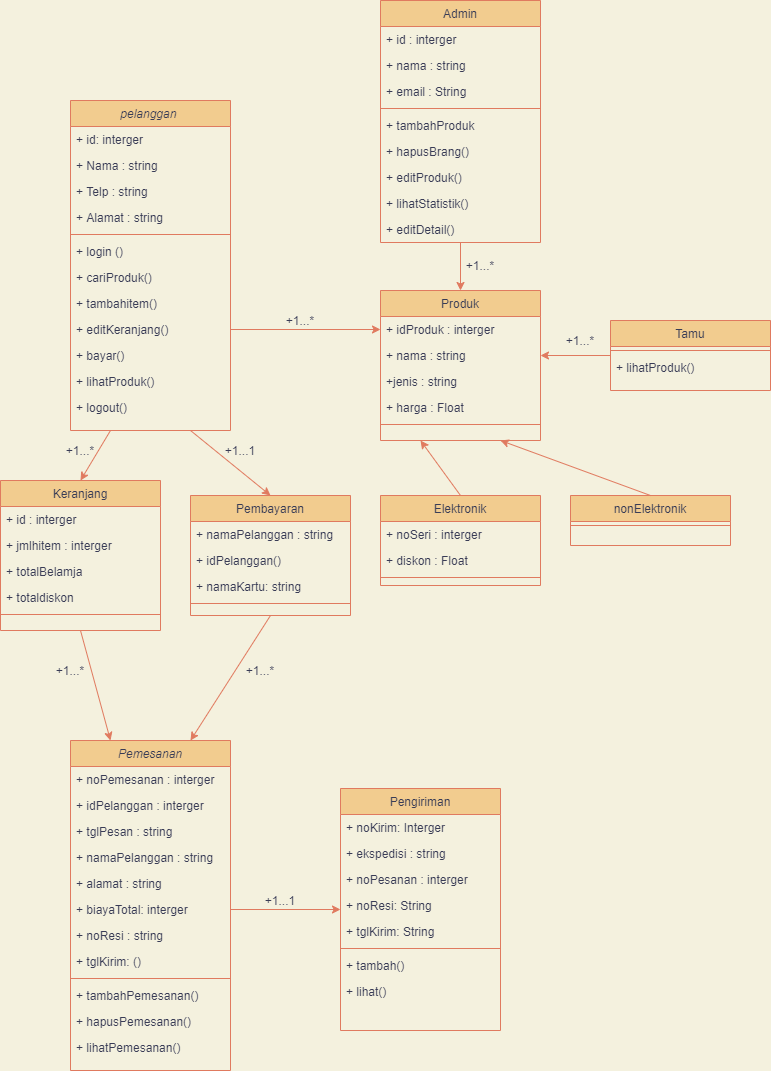 Admin
+ id : interger
+ nama : string
+ email : String
+ tambahProduk
+ hapusBrang()
+ editProduk()
+ lihatStatistik()
+ editDetail()
pelanggan
+ id: interger
+ Nama : string
+ Telp : string
+ Alamat : string
+ login ()
+ cariProduk()
+ tambahitem()
+ editKeranjang()
+ bayar()
+ lihatProduk()
+ logout()
+1...*
+1...*
Produk
+ idProduk : interger
+ nama : string
+jenis : string
+ harga : Float
+1...*
Tamu
+ lihatProduk()
+1...*
+1...1
Keranjang
+ id : interger
+ jmlhitem : interger
+ totalBelamja
+ totaldiskon
Pembayaran
+ namaPelanggan : string
+ idPelanggan()
+ namaKartu: string
Elektronik
+ noSeri : interger
+ diskon : Float
nonElektronik
+1...*
+1...*
Pemesanan
+ noPemesanan : interger
+ idPelanggan : interger
+ tglPesan : string
+ namaPelanggan : string
+ alamat : string
+ biayaTotal: interger
+ noResi : string
+ tglKirim: ()
+ tambahPemesanan()
+ hapusPemesanan()
+ lihatPemesanan()
+1...1
Pengiriman
+ noKirim: Interger
+ ekspedisi : string
+ noPesanan : interger
+ noResi: String
+ tglKirim: String
+ tambah()
+ lihat()